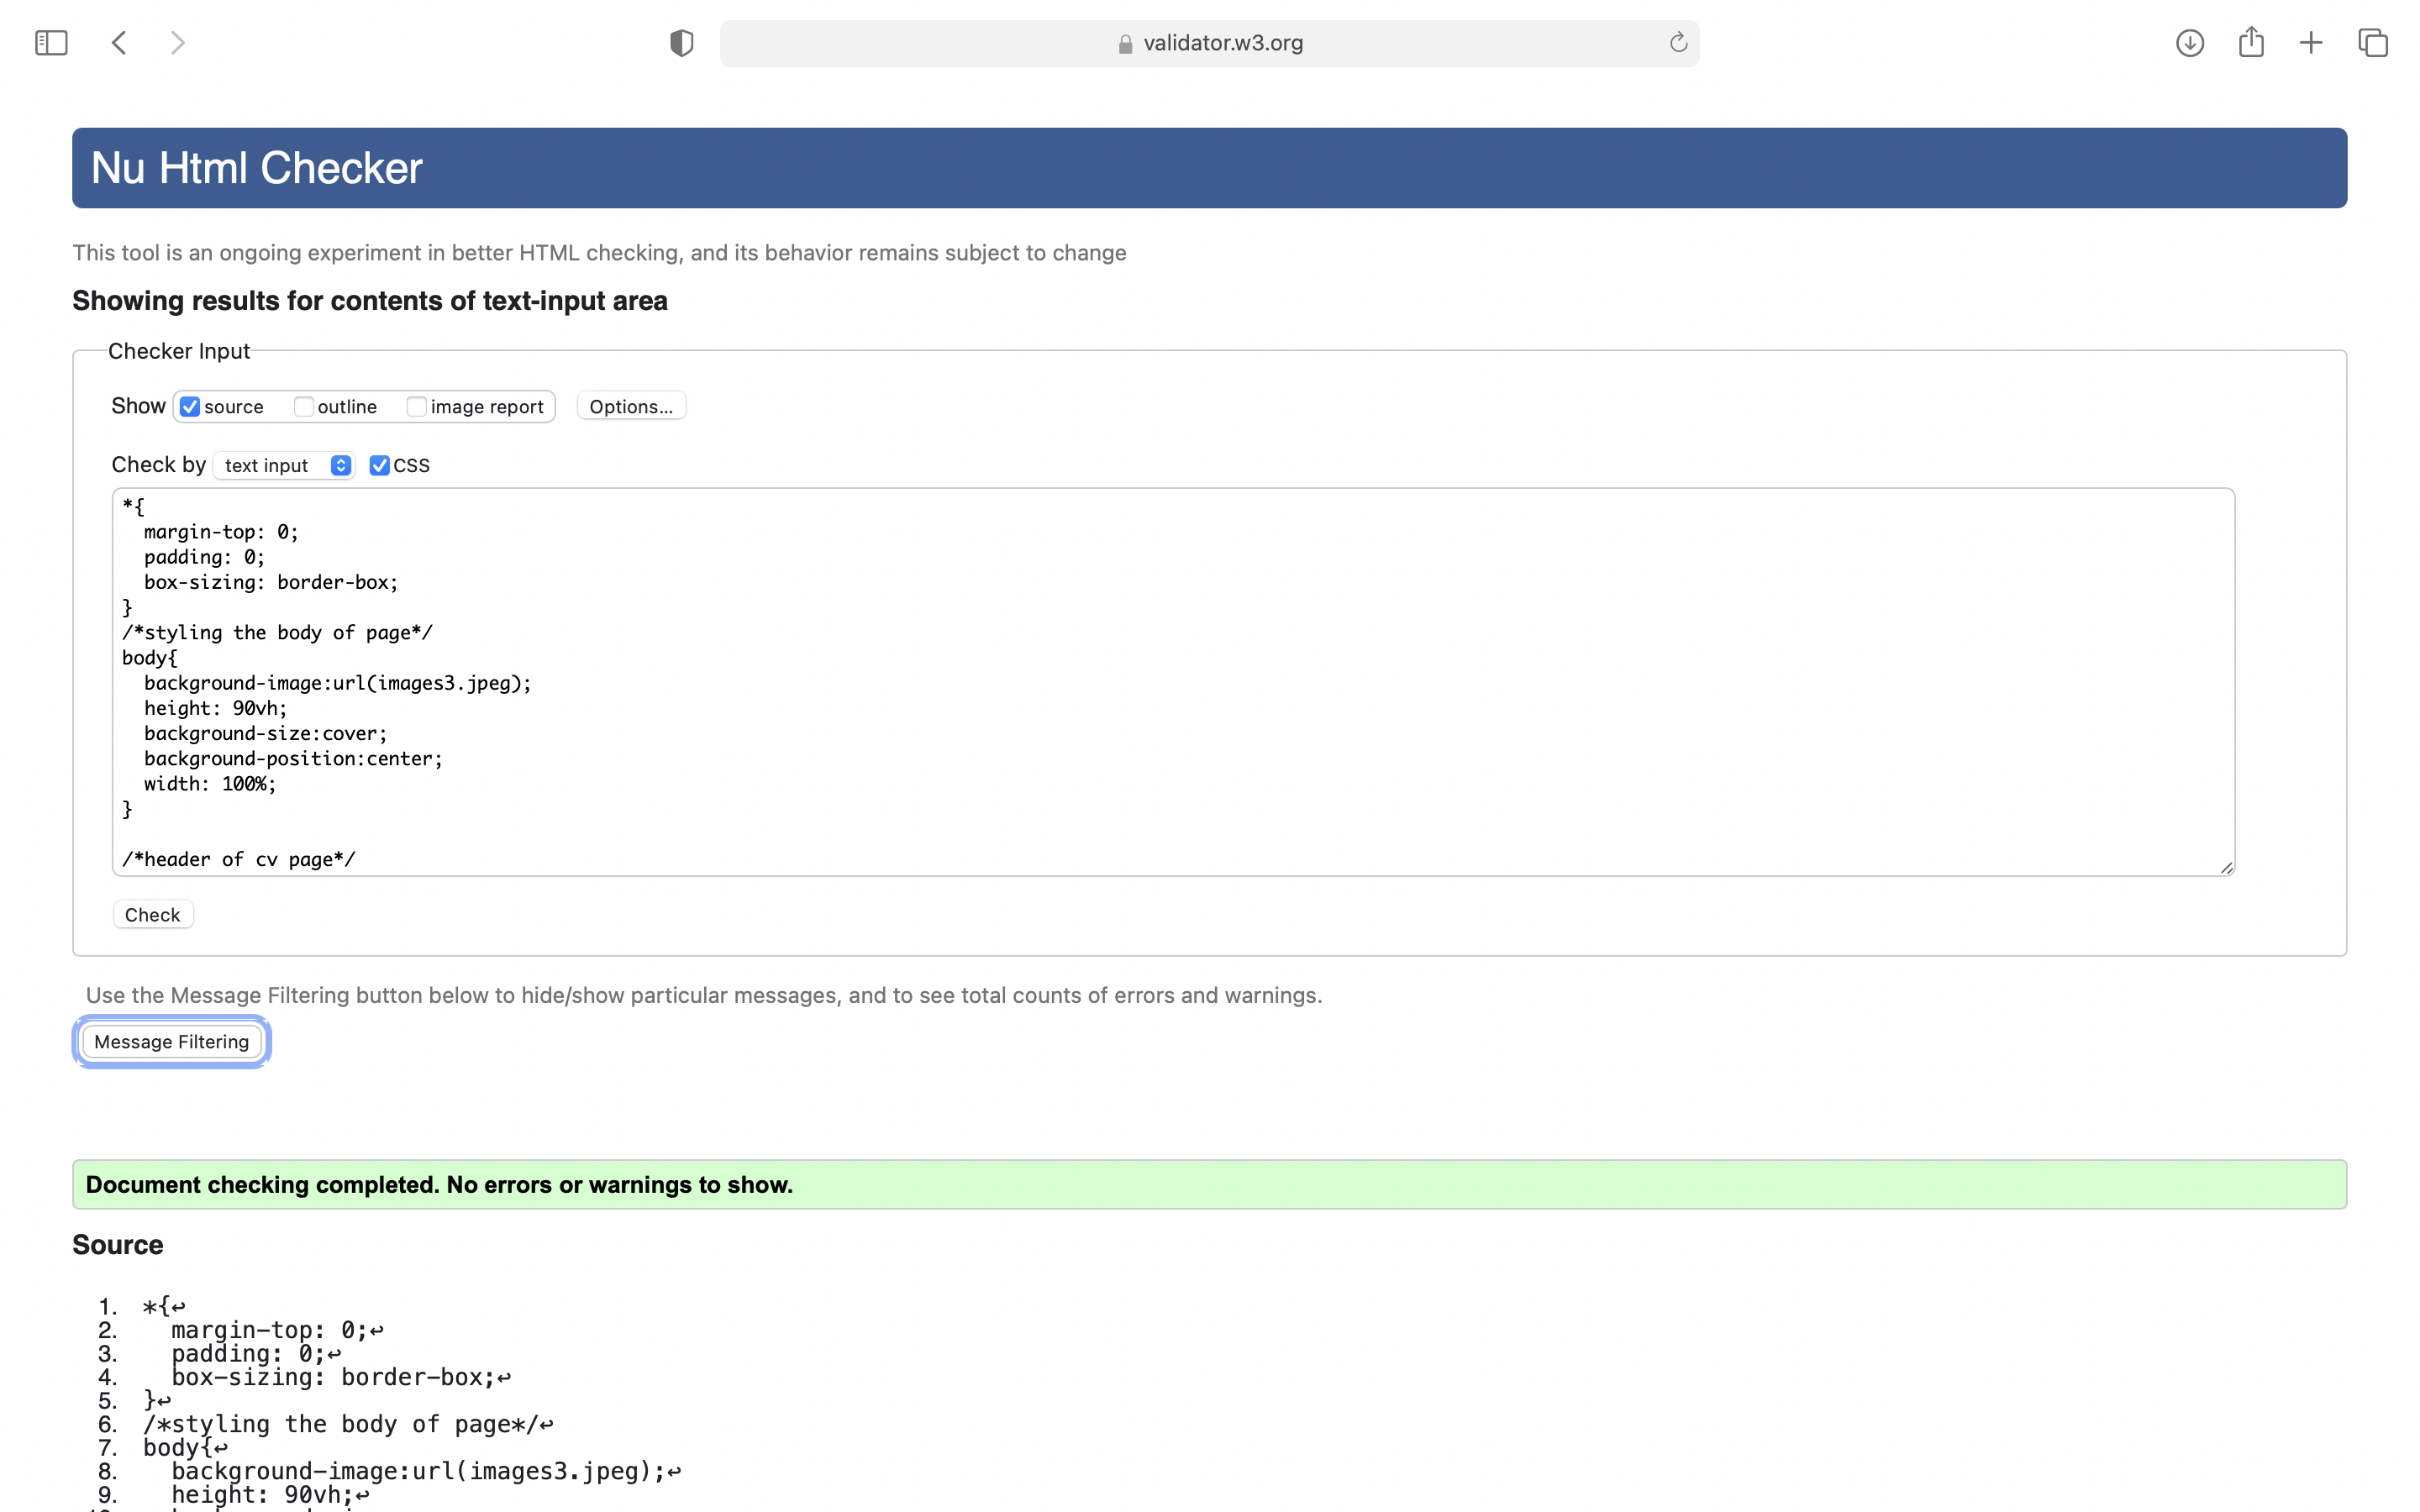 validator.w3.org
Nu Html Checker
This tool is an ongoing experiment in better HTML checking, and its behavior remains subject to change
Showing results for contents of text-input area
Checker Input
Show source outline image report Options...
Check by text input CSS
*{
  margin-top: 0;
  padding: 0;
  box-sizing: border-box;
}
/*styling the body of page*/
body{
  background-image:url(images3.jpeg);
  height: 90vh;
  background-size:cover;
  background-position:center;
  width: 100%;
}
/*header of cv page*/
Check
Use the Message Filtering button below to hide/show particular messages, and to see total counts of errors and warnings.
Message Filtering
Document checking completed. No errors or warnings to show.
Source
1. *{↩
2.   margin-top: 0;↩
3.   padding: 0;↩
4.   box-sizing: border-box;↩
5. }↩
6. /*styling the body of page*/↩
7. body{↩
8.   background-image:url(images3.jpeg);↩
9.   height: 90vh;↩